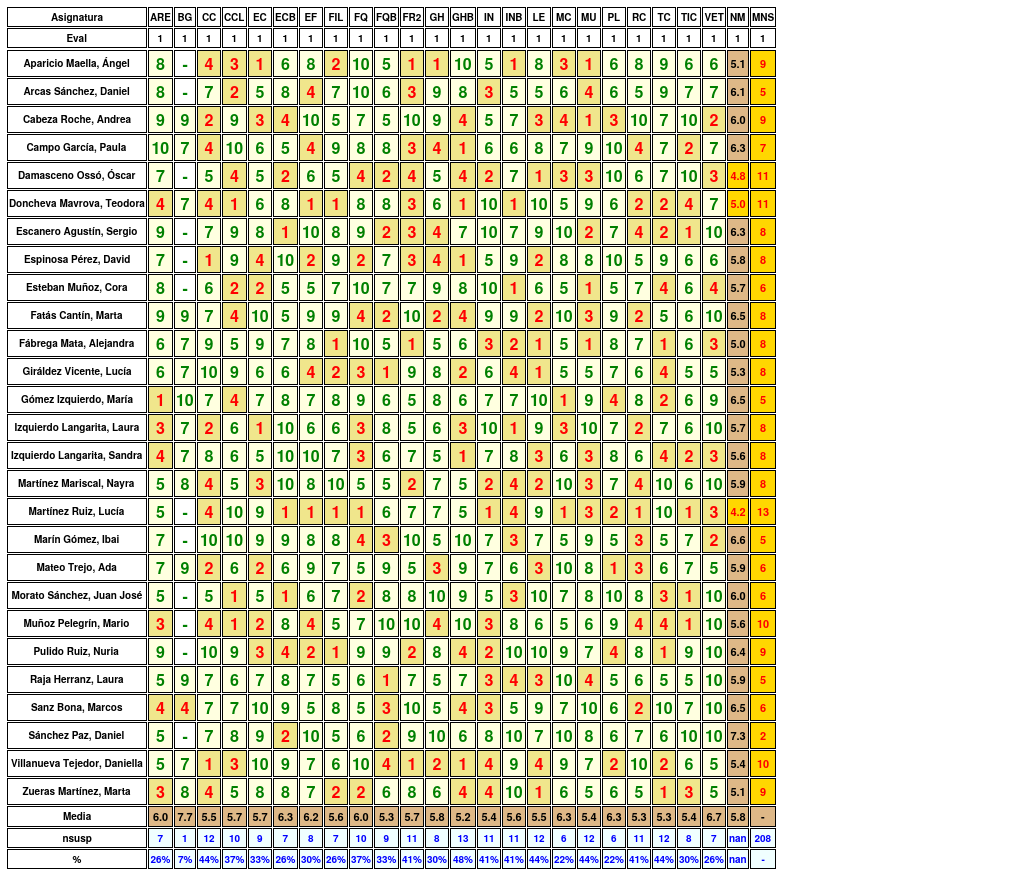 Asignatura ARE BG CC CCL EC ECB EF FIL FQ FQB FR2 GH GHB IN INB LE MC MU PL RC TC TIC VET NM MNS
Eval 1 1 1 1 1 1 1 1 1 1 1 1 1 1 1 1 1 1 1 1 1 1 1 1 1
Aparicio Maella, Ángel 8 - 4 3 1 6 8 2 10 5 1 1 10 5 1 8 3 1 6 8 9 6 6 5.1 9
Arcas Sánchez, Daniel 8 - 7 2 5 8 4 7 10 6 3 9 8 3 5 5 6 4 6 5 9 7 7 6.1 5
Cabeza Roche, Andrea 9 9 2 9 3 4 10 5 7 5 10 9 4 5 7 3 4 1 3 10 7 10 2 6.0 9
Campo García, Paula 10 7 4 10 6 5 4 9 8 8 3 4 1 6 6 8 7 9 10 4 7 2 7 6.3 7
Damasceno Ossó, Óscar 7 - 5 4 5 2 6 5 4 2 4 5 4 2 7 1 3 3 10 6 7 10 3 4.8 11
Doncheva Mavrova, Teodora 4 7 4 1 6 8 1 1 8 8 3 6 1 10 1 10 5 9 6 2 2 4 7 5.0 11
Escanero Agustín, Sergio 9 - 7 9 8 1 10 8 9 2 3 4 7 10 7 9 10 2 7 4 2 1 10 6.3 8
Espinosa Pérez, David 7 - 1 9 4 10 2 9 2 7 3 4 1 5 9 2 8 8 10 5 9 6 6 5.8 8
Esteban Muñoz, Cora 8 - 6 2 2 5 5 7 10 7 7 9 8 10 1 6 5 1 5 7 4 6 4 5.7 6
Fatás Cantín, Marta 9 9 7 4 10 5 9 9 4 2 10 2 4 9 9 2 10 3 9 2 5 6 10 6.5 8
Fábrega Mata, Alejandra 6 7 9 5 9 7 8 1 10 5 1 5 6 3 2 1 5 1 8 7 1 6 3 5.0 8
Giráldez Vicente, Lucía 6 7 10 9 6 6 4 2 3 1 9 8 2 6 4 1 5 5 7 6 4 5 5 5.3 8
Gómez Izquierdo, María 1 10 7 4 7 8 7 8 9 6 5 8 6 7 7 10 1 9 4 8 2 6 9 6.5 5
Izquierdo Langarita, Laura 3 7 2 6 1 10 6 6 3 8 5 6 3 10 1 9 3 10 7 2 7 6 10 5.7 8
Izquierdo Langarita, Sandra 4 7 8 6 5 10 10 7 3 6 7 5 1 7 8 3 6 3 8 6 4 2 3 5.6 8
Martínez Mariscal, Nayra 5 8 4 5 3 10 8 10 5 5 2 7 5 2 4 2 10 3 7 4 10 6 10 5.9 8
Martínez Ruiz, Lucía 5 - 4 10 9 1 1 1 1 6 7 7 5 1 4 9 1 3 2 1 10 1 3 4.2 13
Marín Gómez, Ibai 7 - 10 10 9 9 8 8 4 3 10 5 10 7 3 7 5 9 5 3 5 7 2 6.6 5
Mateo Trejo, Ada 7 9 2 6 2 6 9 7 5 9 5 3 9 7 6 3 10 8 1 3 6 7 5 5.9 6
Morato Sánchez, Juan José 5 - 5 1 5 1 6 7 2 8 8 10 9 5 3 10 7 8 10 8 3 1 10 6.0 6
Muñoz Pelegrín, Mario 3 - 4 1 2 8 4 5 7 10 10 4 10 3 8 6 5 6 9 4 4 1 10 5.6 10
Pulido Ruiz, Nuria 9 - 10 9 3 4 2 1 9 9 2 8 4 2 10 10 9 7 4 8 1 9 10 6.4 9
Raja Herranz, Laura 5 9 7 6 7 8 7 5 6 1 7 5 7 3 4 3 10 4 5 6 5 5 10 5.9 5
Sanz Bona, Marcos 4 4 7 7 10 9 5 8 5 3 10 5 4 3 5 9 7 10 6 2 10 7 10 6.5 6
Sánchez Paz, Daniel 5 - 7 8 9 2 10 5 6 2 9 10 6 8 10 7 10 8 6 7 6 10 10 7.3 2
Villanueva Tejedor, Daniella 5 7 1 3 10 9 7 6 10 4 1 2 1 4 9 4 9 7 2 10 2 6 5 5.4 10
Zueras Martínez, Marta 3 8 4 5 8 8 7 2 2 6 8 6 4 4 10 1 6 5 6 5 1 3 5 5.1 9
Media 6.0 7.7 5.5 5.7 5.7 6.3 6.2 5.6 6.0 5.3 5.7 5.8 5.2 5.4 5.6 5.5 6.3 5.4 6.3 5.3 5.3 5.4 6.7 5.8 -
nsusp 7 1 12 10 9 7 8 7 10 9 11 8 13 11 11 12 6 12 6 11 12 8 7 nan 208
% 26% 7% 44% 37% 33% 26% 30% 26% 37% 33% 41% 30% 48% 41% 41% 44% 22% 44% 22% 41% 44% 30% 26% nan -